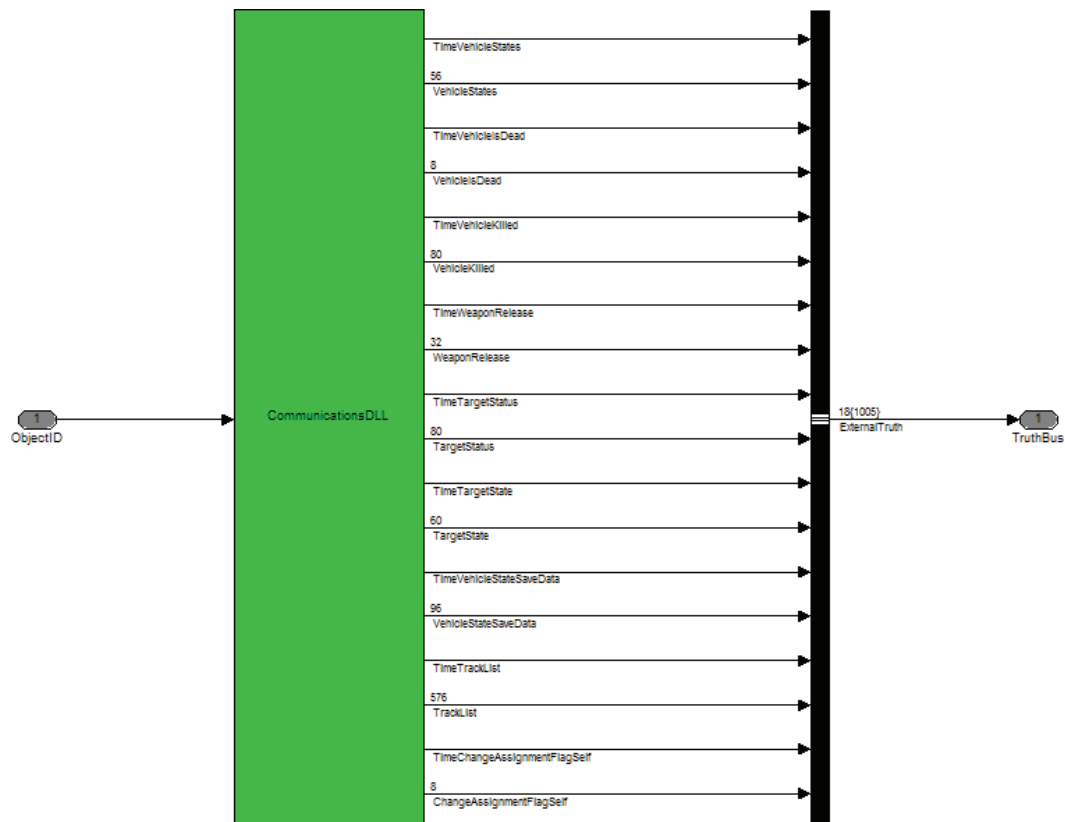 TimeVehicleStates
56
VehicleStates
TimeVehicleIsDead
8
VehicleIsDead
TimeVehicleKilled
80
VehicleKilled
TimeWeaponRelease
32
WeaponRelease
TimeTargetStatus
1
ObjectID
CommunicationsDLL
18{1005}
ExternalTruth
1
TruthBus
80
TargetStatus
TimeTargetState
60
TargetState
TimeVehicleStateSaveData
96
VehicleStateSaveData
TimeTrackList
576
TrackList
TimeChangeAssignmentFlagSelf
8
ChangeAssignmentFlagSelf